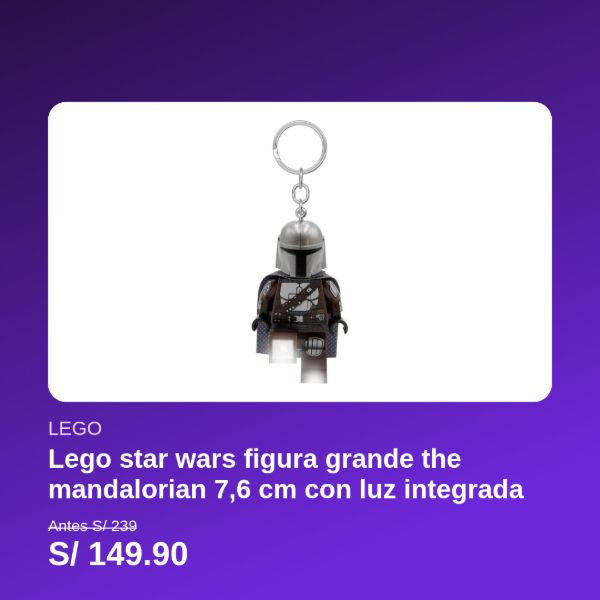 LEGO
Lego star wars figura grande the
mandalorian 7,6 cm con luz integrada
Antes S/ 239
S/ 149.90